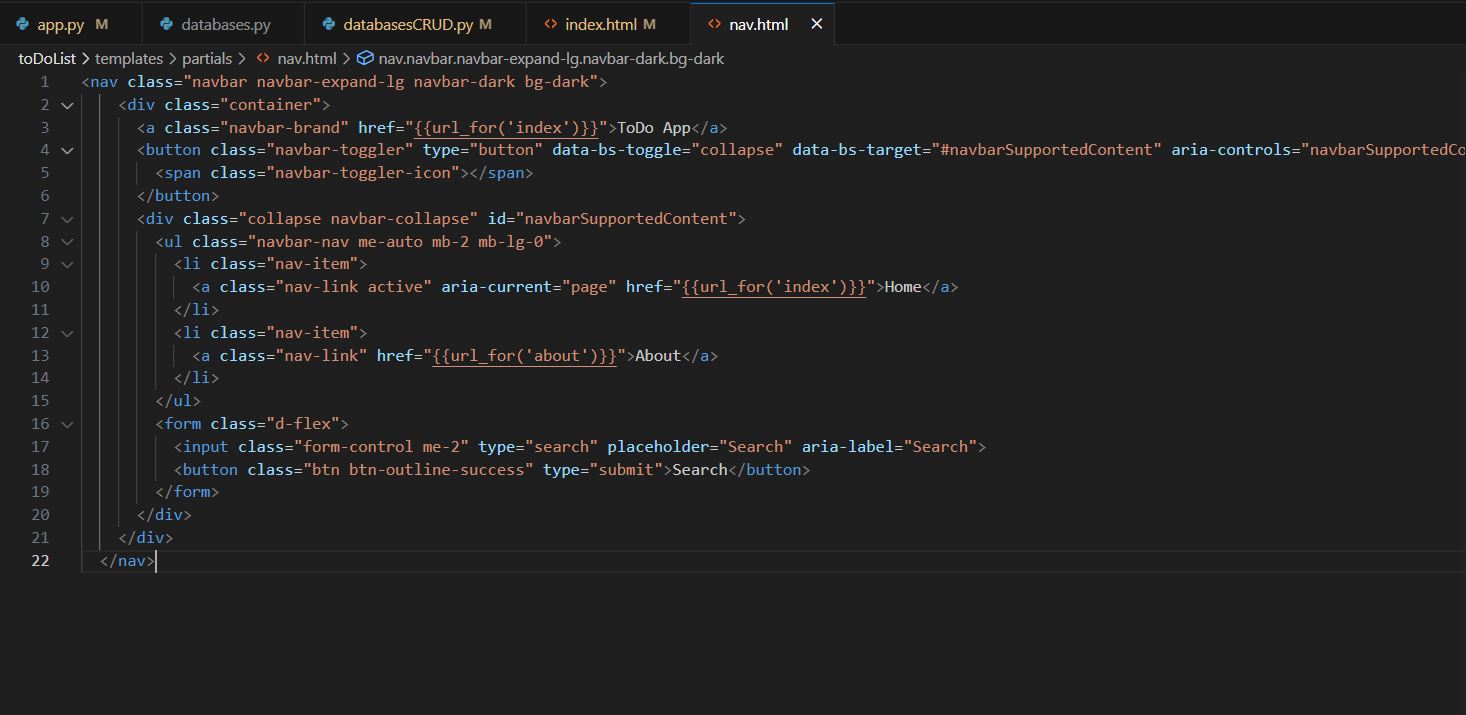 app.py M databases.py databasesCRUD.py M index.html M nav.html
toDoList > templates > partials > nav.html > nav.navbar.navbar-expand-lg.navbar-dark.bg-dark
1 <nav class="navbar navbar-expand-lg navbar-dark bg-dark">
2 <div class="container">
3 <a class="navbar-brand" href="{{url_for('index')}}">ToDo App</a>
4 <button class="navbar-toggler" type="button" data-bs-toggle="collapse" data-bs-target="#navbarSupportedContent" aria-controls="navbarSupportedCo
5 <span class="navbar-toggler-icon"></span>
6 </button>
7 <div class="collapse navbar-collapse" id="navbarSupportedContent">
8 <ul class="navbar-nav me-auto mb-2 mb-lg-0">
9 <li class="nav-item">
10 <a class="nav-link active" aria-current="page" href="{{url_for('index')}}">Home</a>
11 </li>
12 <li class="nav-item">
13 <a class="nav-link" href="{{url_for('about')}}">About</a>
14 </li>
15 </ul>
16 <form class="d-flex">
17 <input class="form-control me-2" type="search" placeholder="Search" aria-label="Search">
18 <button class="btn btn-outline-success" type="submit">Search</button>
19 </form>
20 </div>
21 </div>
22 </nav>